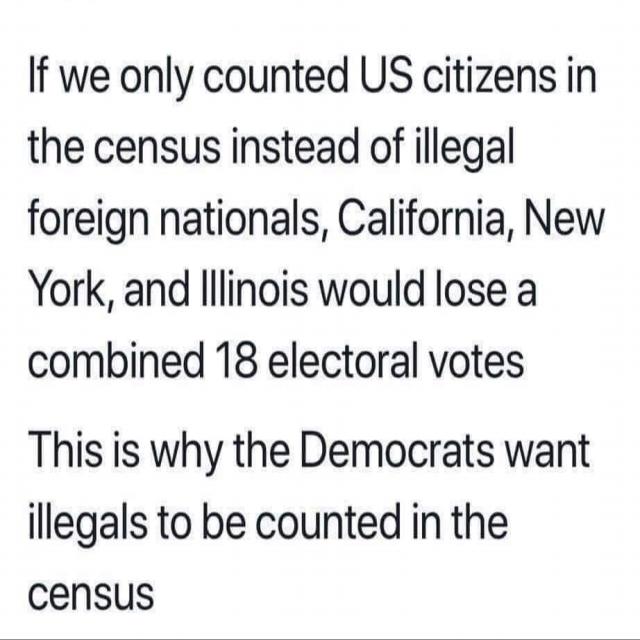 If we only counted US citizens in
the census instead of illegal
foreign nationals, California, New
York, and Illinois would lose a
combined 18 electoral votes
This is why the Democrats want
illegals to be counted in the
census